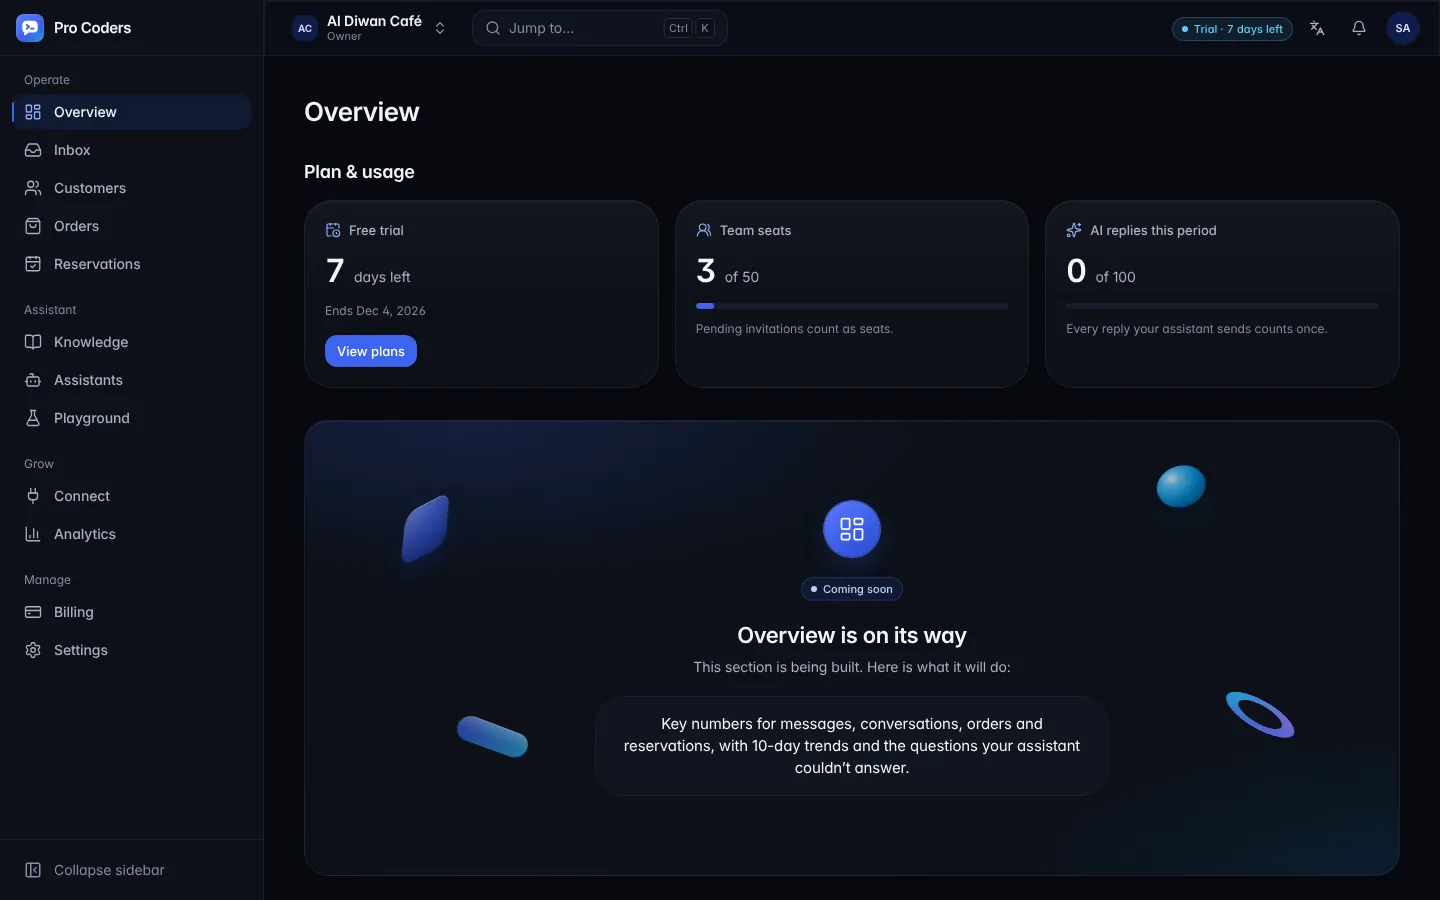 Pro Coders
AC
Al Diwan Café
Owner
Jump to...
Ctrl K
Trial · 7 days left
SA
Operate
Overview
Inbox
Customers
Orders
Reservations
Assistant
Knowledge
Assistants
Playground
Grow
Connect
Analytics
Manage
Billing
Settings
Collapse sidebar
Overview
Plan & usage
Free trial
7 days left
Ends Dec 4, 2026
View plans
Team seats
3 of 50
Pending invitations count as seats.
AI replies this period
0 of 100
Every reply your assistant sends counts once.
Coming soon
Overview is on its way
This section is being built. Here is what it will do:
Key numbers for messages, conversations, orders and
reservations, with 10-day trends and the questions your assistant
couldn’t answer.